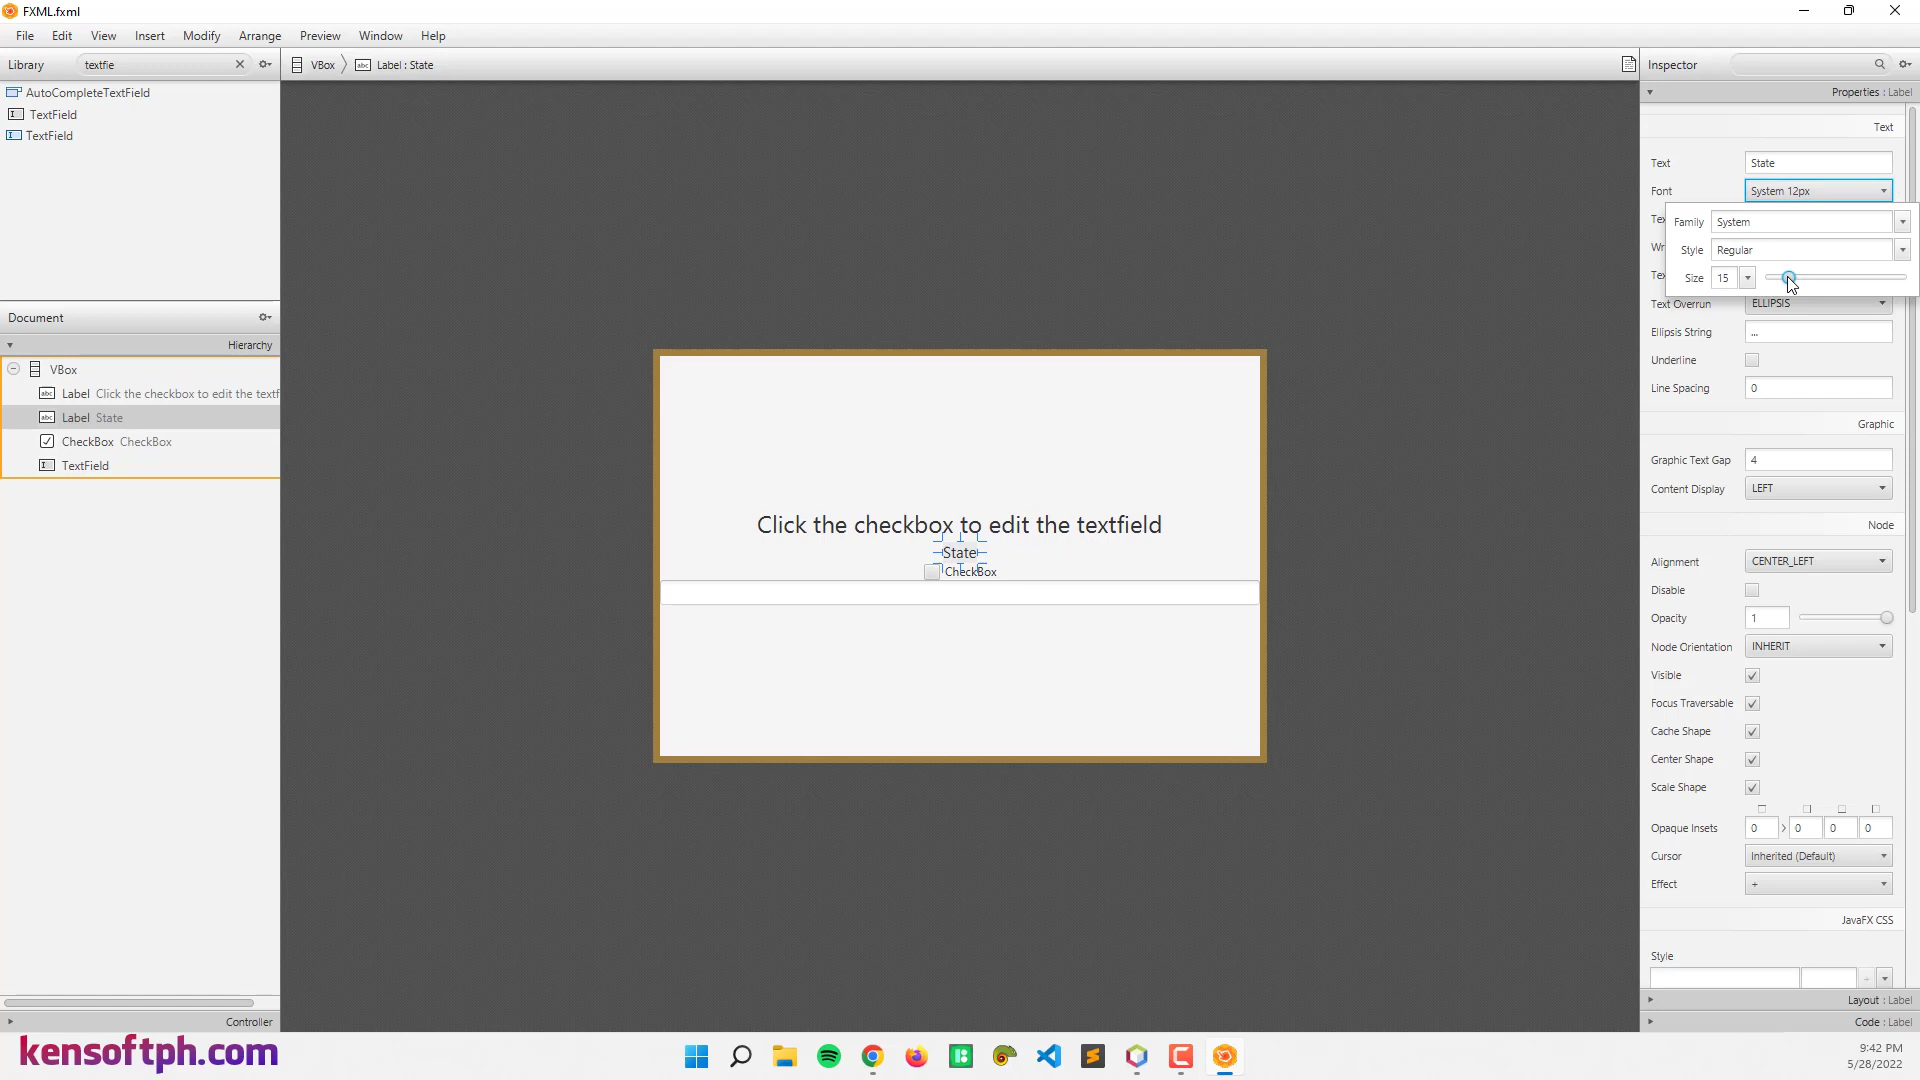 FXML.fxml
File Edit View Insert Modify Arrange Preview Window Help
Library textfie
AutoCompleteTextField
TextField
TextField
Document
Hierarchy
VBox
Label Click the checkbox to edit the textf
Label State
CheckBox CheckBox
TextField
Controller
VBox Label : State
Click the checkbox to edit the textfield
State
CheckBox
Inspector
Properties : Label
Text
Text State
Font System 12px
Family System
Style Regular
Size 15
Text Overrun ELLIPSIS
Ellipsis String ...
Underline
Line Spacing 0
Graphic
Graphic Text Gap 4
Content Display LEFT
Node
Alignment CENTER_LEFT
Disable
Opacity 1
Node Orientation INHERIT
Visible
Focus Traversable
Cache Shape
Center Shape
Scale Shape
Opaque Insets 0 0 0 0
Cursor Inherited (Default)
Effect +
JavaFX CSS
Style
Layout : Label
Code : Label
kensoftph.com
9:42 PM
5/28/2022